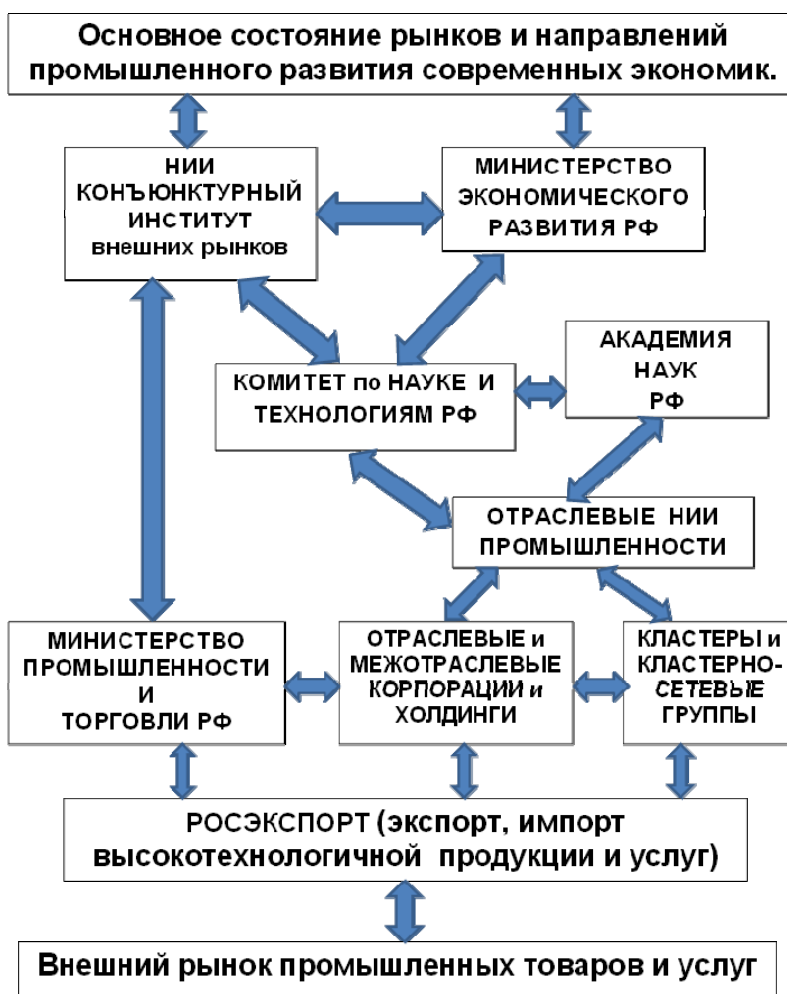 Основное состояние рынков и направлений
промышленного развития современных экономик.
НИИ
КОНЪЮНКТУРНЫЙ
ИНСТИТУТ
внешних рынков
МИНИСТЕРСТВО
ЭКОНОМИЧЕСКОГО
РАЗВИТИЯ РФ
КОМИТЕТ по НАУКЕ И
ТЕХНОЛОГИЯМ РФ
АКАДЕМИЯ
НАУК
РФ
ОТРАСЛЕВЫЕ НИИ
ПРОМЫШЛЕННОСТИ
МИНИСТЕРСТВО
ПРОМЫШЛЕННОСТИ
И
ТОРГОВЛИ РФ
ОТРАСЛЕВЫЕ и
МЕЖОТРАСЛЕВЫЕ
КОРПОРАЦИИ и
ХОЛДИНГИ
КЛАСТЕРЫ и
КЛАСТЕРНО-
СЕТЕВЫЕ
ГРУППЫ
РОСЭКСПОРТ (экспорт, импорт
высокотехнологичной продукции и услуг)
Внешний рынок промышленных товаров и услуг